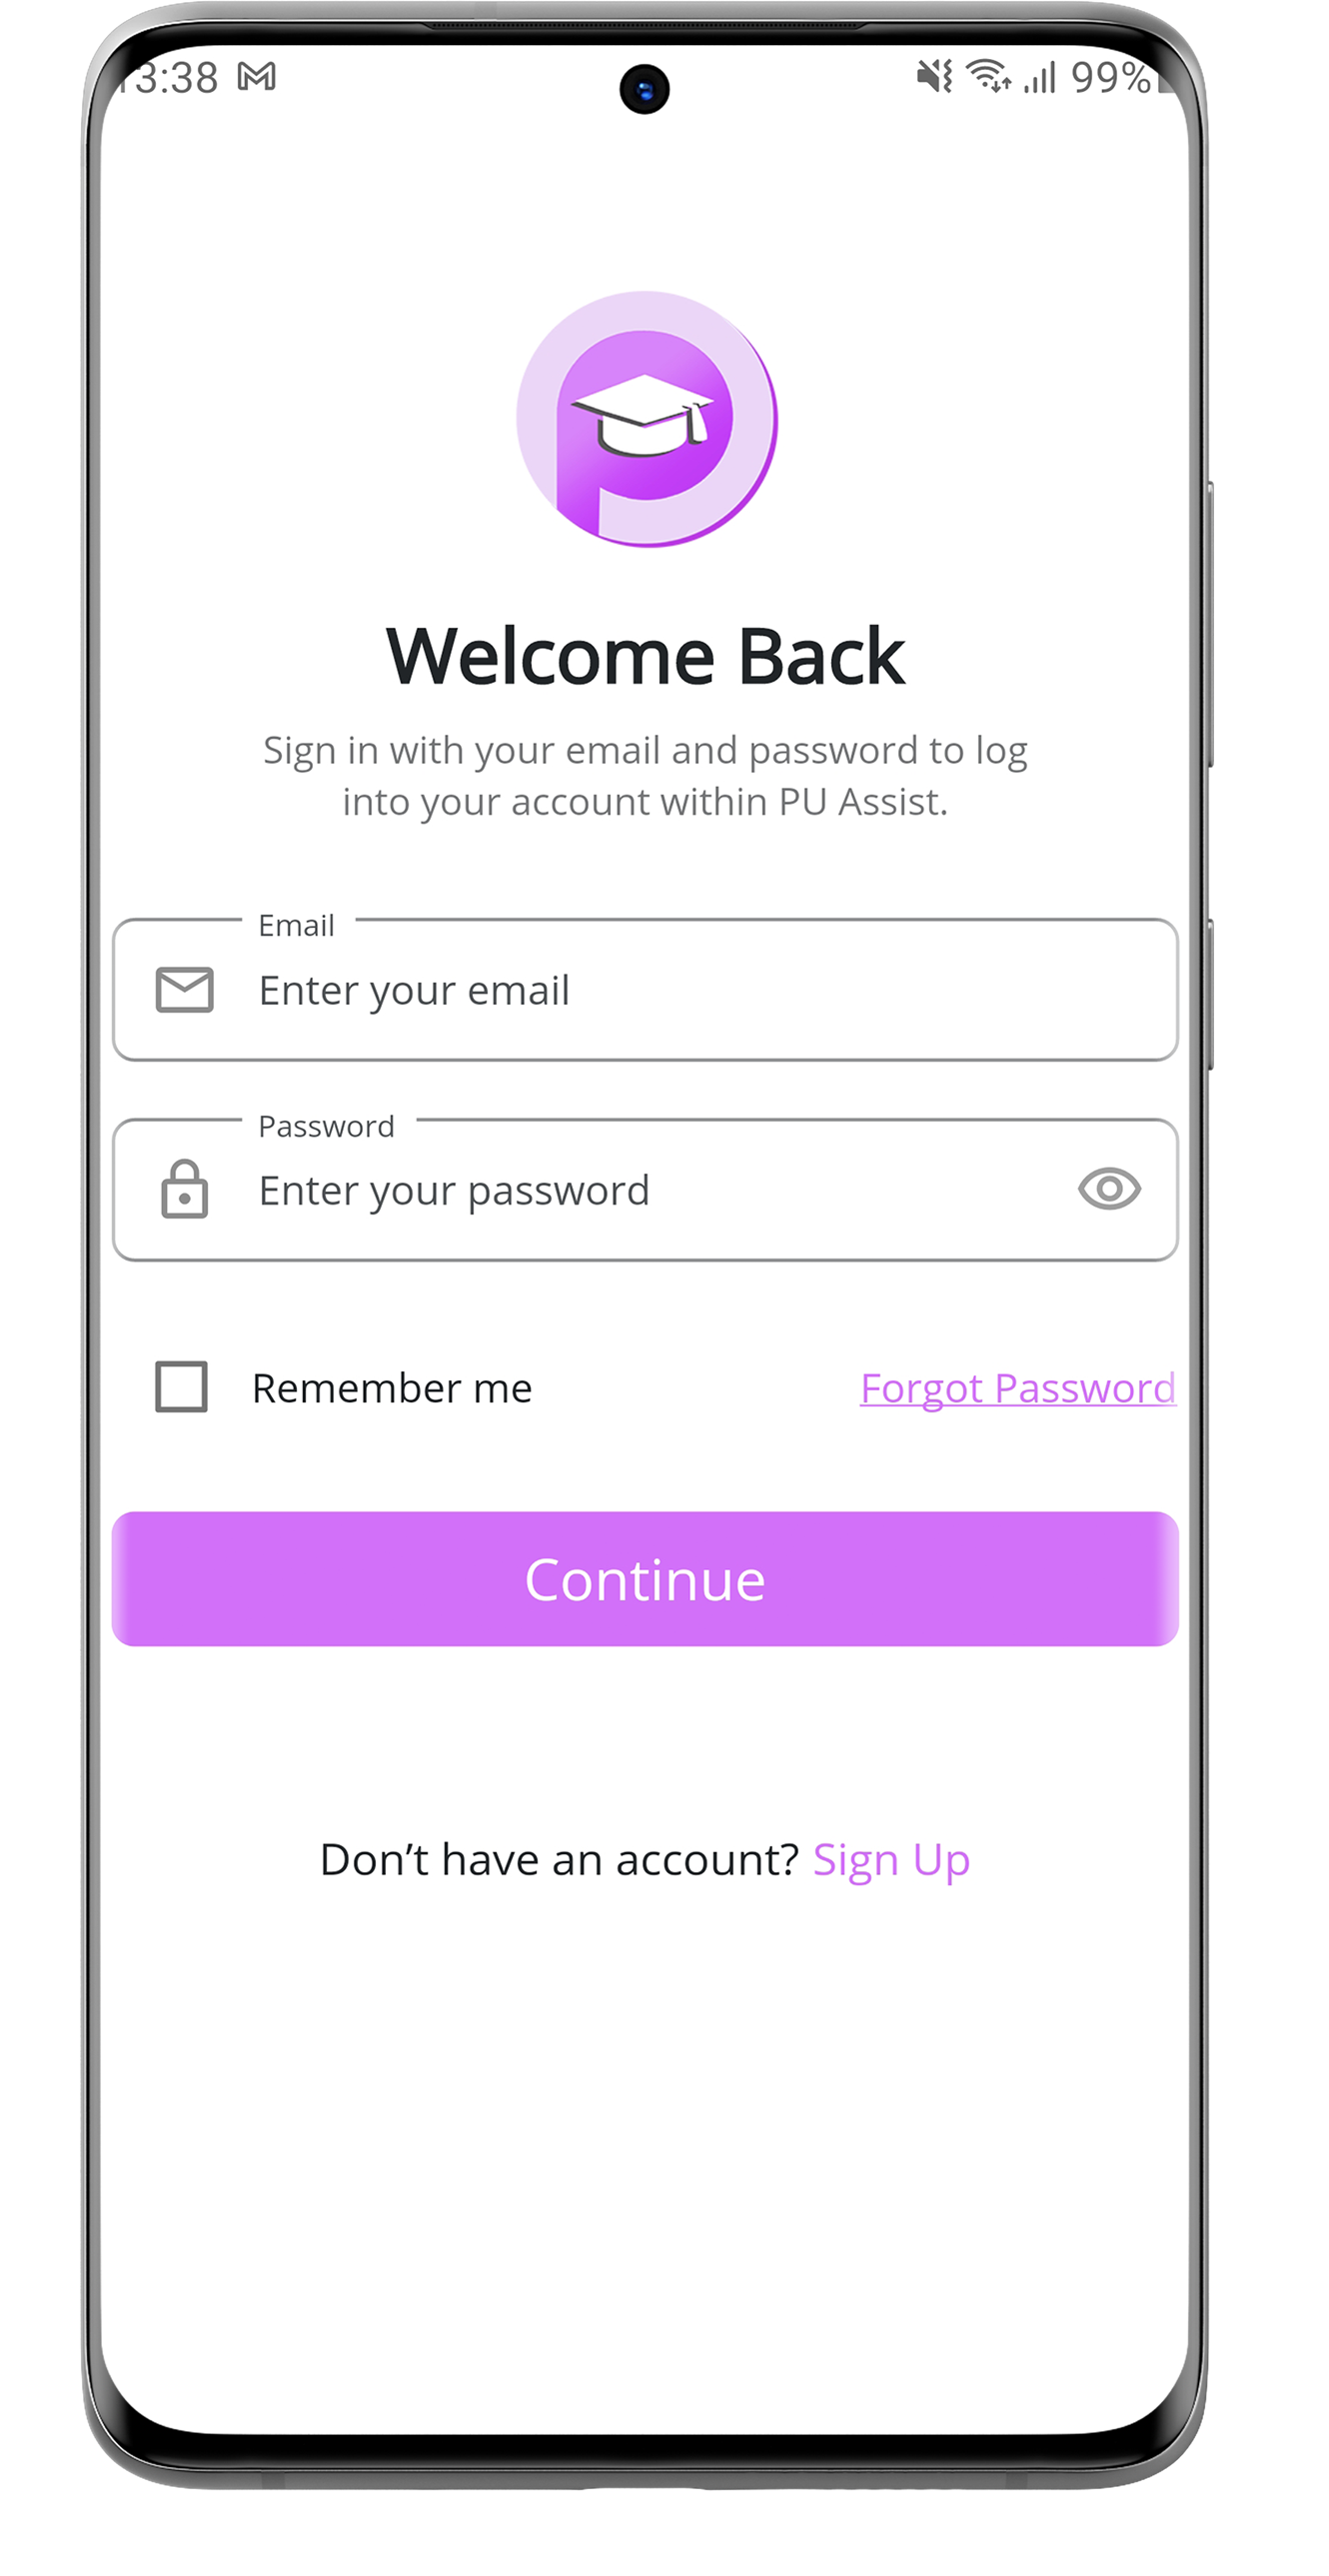 3:38 99%
Welcome Back
Sign in with your email and password to log
into your account within PU Assist.
Email
Enter your email
Password
Enter your password
Remember me Forgot Password
Continue
Don’t have an account? Sign Up